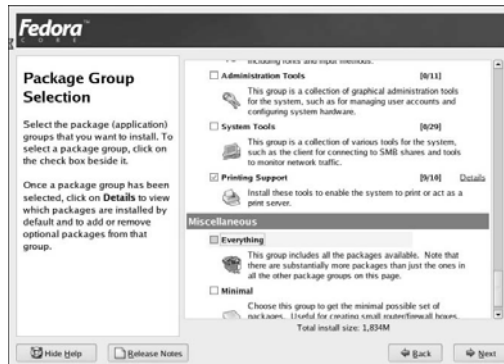 Fedora
CORE
Package Group
Selection
Select the package (application)
groups that you want to install. To
select a package group, click on
the check box beside it.
Once a package group has been
selected, click on Details to view
which packages are installed by
default and to add or remove
optional packages from that
group.
including fonts and input methods.
Administration Tools [0/11]
This group is a collection of graphical administration tools
for the system, such as for managing user accounts and
configuring system hardware.
System Tools [0/29]
This group is a collection of various tools for the system,
such as the client for connecting to SMB shares and tools
to monitor network traffic.
Printing Support [9/10] Details
Install these tools to enable the system to print or act as a
print server.
Miscellaneous
Everything
This group includes all the packages available. Note that
there are substantially more packages than just the ones in
all the other package groups on this page.
Minimal
Choose this group to get the minimal possible set of
packages. Useful for creating small router/firewall boxes,
Total install size: 1,834M
Hide Help
Release Notes
Back
Next